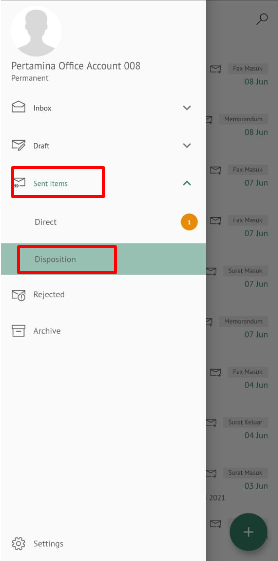 Pertamina Office Account 008
Permanent
Inbox
Draft
Sent Items
Direct
1
Disposition
Rejected
Archive
Settings
Fax Masuk
08 Jun
Memorandum
08 Jun
Fax Masuk
07 Jun
Fax Masuk
07 Jun
Surat Masuk
07 Jun
Memorandum
07 Jun
Fax Masuk
04 Jun
Surat Keluar
04 Jun
Surat Masuk
03 Jun
2021